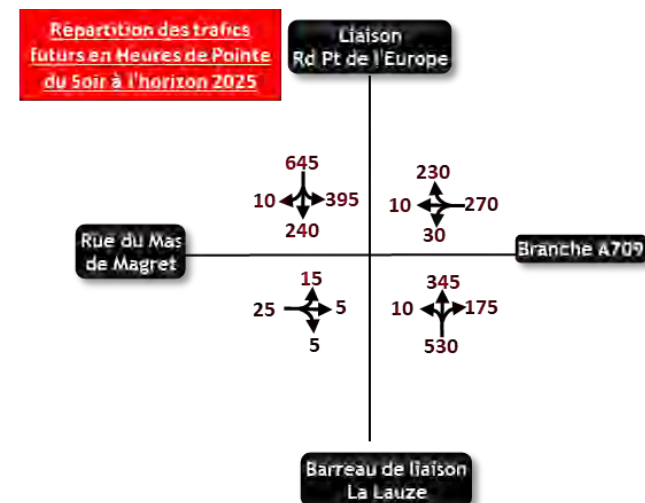 Répartition des trafics
futurs en Heures de Pointe
du Soir à l'horizon 2025
Liaison
Rd Pt de l'Europe
645
10 395
240
230
10 270
30
Rue du Mas
de Magret
Branche A709
15
25 5
5
345
10 175
530
Barreau de liaison
La Lauze